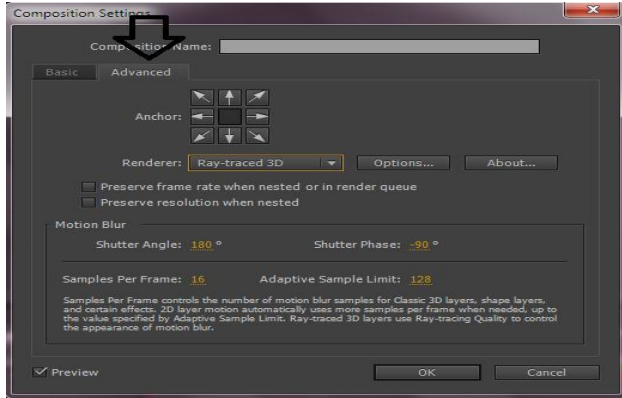 Composition Settings
Composition Name:
Basic Advanced
Anchor:
Renderer: Ray-traced 3D Options... About...
Preserve frame rate when nested or in render queue
Preserve resolution when nested
Motion Blur
Shutter Angle: 180 ° Shutter Phase: -90 °
Samples Per Frame: 16 Adaptive Sample Limit: 128
Samples Per Frame controls the number of motion blur samples for Classic 3D layers, shape layers,
and certain effects. 2D layer motion automatically uses more samples per frame when needed, up to
the value specified by Adaptive Sample Limit. Ray-traced 3D layers use Ray-tracing Quality to control
the appearance of motion blur.
Preview OK Cancel